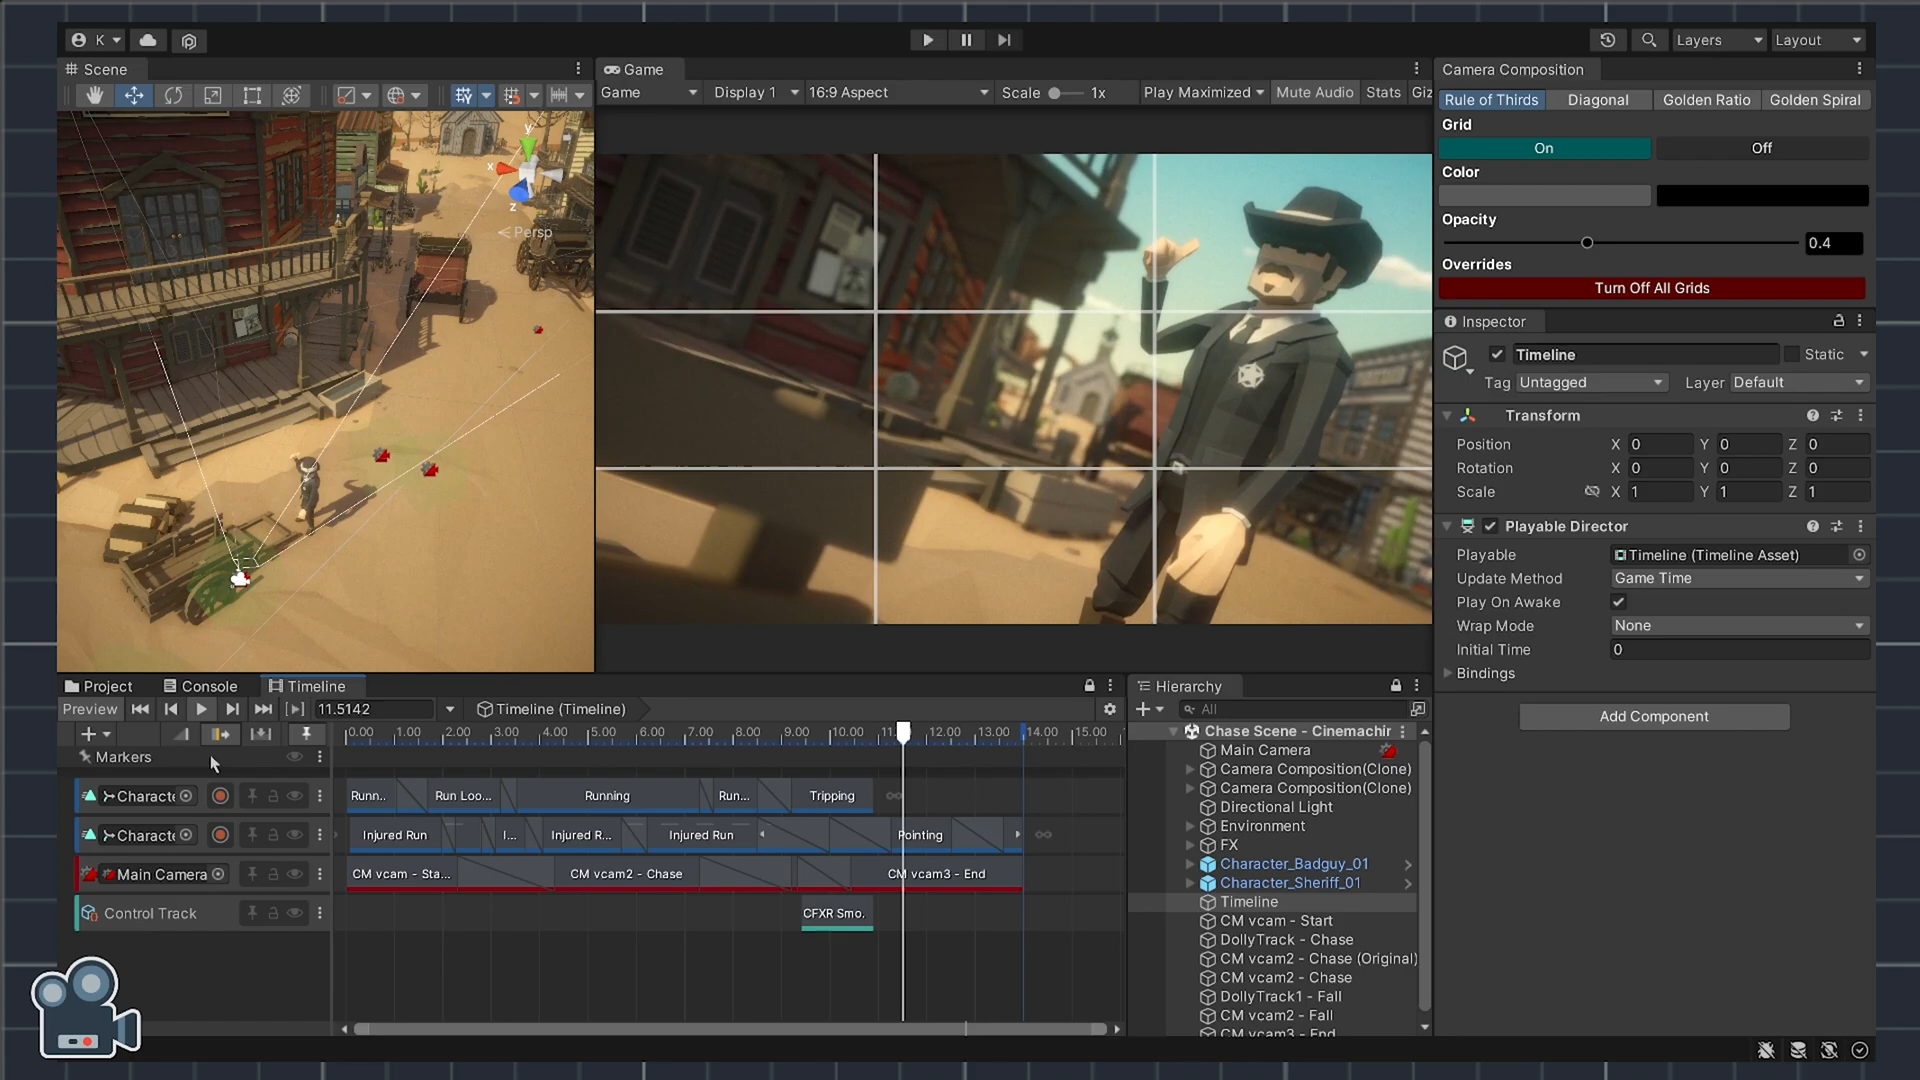 K
Layers
Layout
Scene
Game
Camera Composition
Game
Display 1
16:9 Aspect
Scale
1x
Play Maximized
Mute Audio
Stats
Giz
Rule of Thirds
Diagonal
Golden Ratio
Golden Spiral
Grid
On
Off
Color
Opacity
0.4
Overrides
Turn Off All Grids
y
x
z
Persp
Inspector
Timeline
Static
Tag
Untagged
Layer
Default
Transform
Position
X
0
Y
0
Z
0
Rotation
X
0
Y
0
Z
0
Scale
X
1
Y
1
Z
1
Playable Director
Playable
Timeline (Timeline Asset)
Update Method
Game Time
Play On Awake
Wrap Mode
None
Initial Time
0
Bindings
Add Component
Project
Console
Timeline
Preview
11.5142
Timeline (Timeline)
0.00
1.00
2.00
3.00
4.00
5.00
6.00
7.00
8.00
9.00
10.00
12.00
13.00
14.00
15.00
Markers
Characte
Runn..
Run Loo...
Running
Run...
Tripping
Characte
Injured Run
I...
Injured R...
Injured Run
Pointing
Main Camera
CM vcam - Sta...
CM vcam2 - Chase
CM vcam3 - End
Control Track
CFXR Smo.
Hierarchy
All
Chase Scene - Cinemachir
Main Camera
Camera Composition(Clone)
Camera Composition(Clone)
Directional Light
Environment
FX
Character_Badguy_01
Character_Sheriff_01
Timeline
CM vcam - Start
DollyTrack - Chase
CM vcam2 - Chase (Original)
CM vcam2 - Chase
DollyTrack1 - Fall
CM vcam2 - Fall
CM vcam3 - End